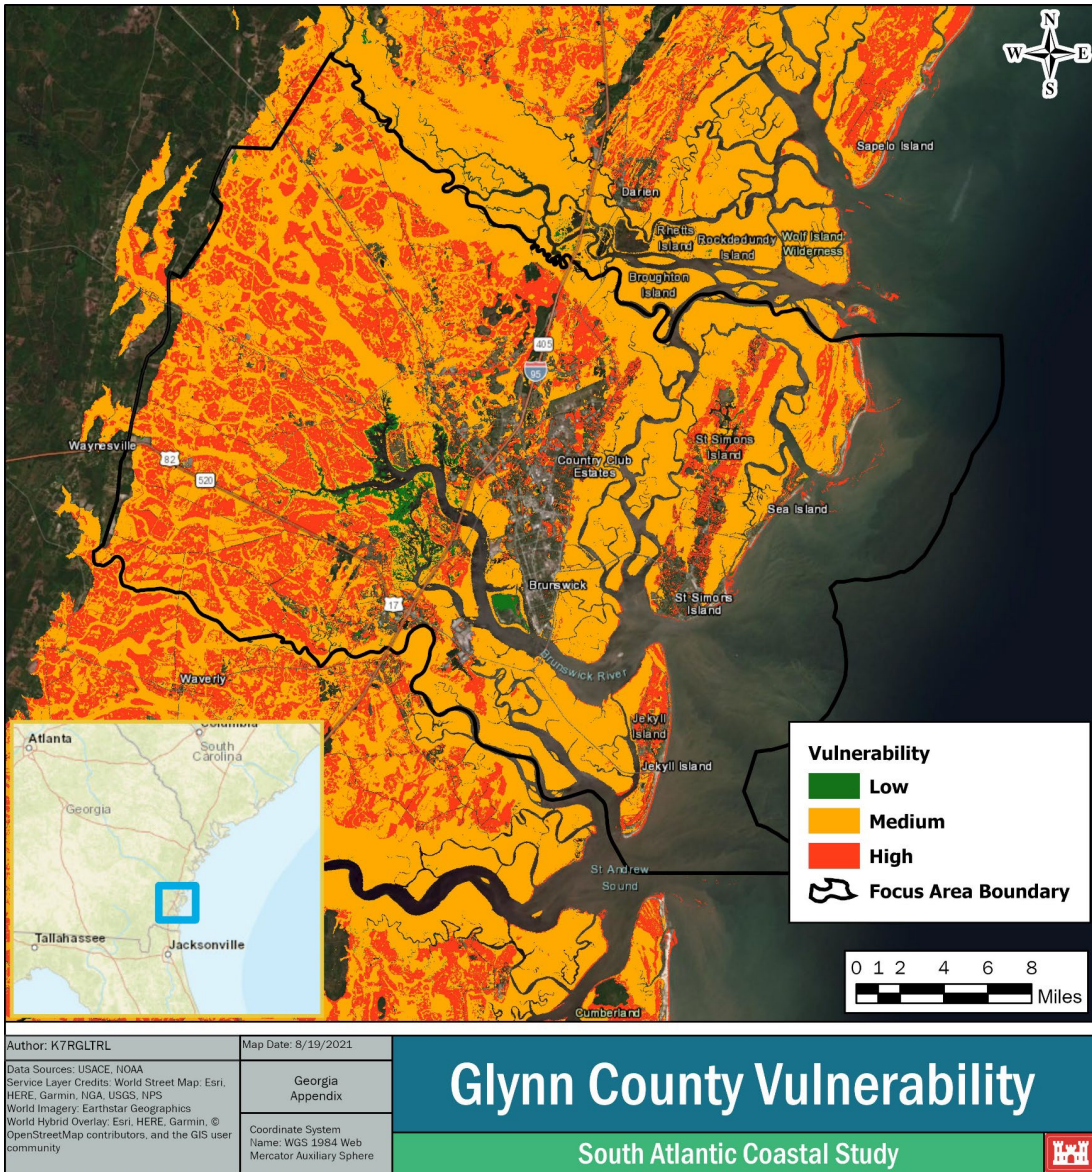 N
W E
S
Sapelo Island
Darien
Rhetts
Island
Rockdedundy
Island
Wolf Island
Wilderness
Broughton
Island
405
95
Waynesville
82
520
St Simons
Island
Country Club
Estates
Sea Island
Brunswick
17
St Simons
Island
Brunswick River
Waverly
Jekyll
Island
Jekyll Island
St Andrew
Sound
Cumberland
Columbia
Atlanta
South
Carolina
Georgia
Tallahassee
Jacksonville
Vulnerability
Low
Medium
High
Focus Area Boundary
0 1 2 4 6 8
Miles
Author: K7RGLTRL
Map Date: 8/19/2021
Data Sources: USACE, NOAA
Service Layer Credits: World Street Map: Esri,
HERE, Garmin, NGA, USGS, NPS
World Imagery: Earthstar Geographics
World Hybrid Overlay: Esri, HERE, Garmin, ©
OpenStreetMap contributors, and the GIS user
community
Georgia
Appendix
Coordinate System
Name: WGS 1984 Web
Mercator Auxiliary Sphere
Glynn County Vulnerability
South Atlantic Coastal Study